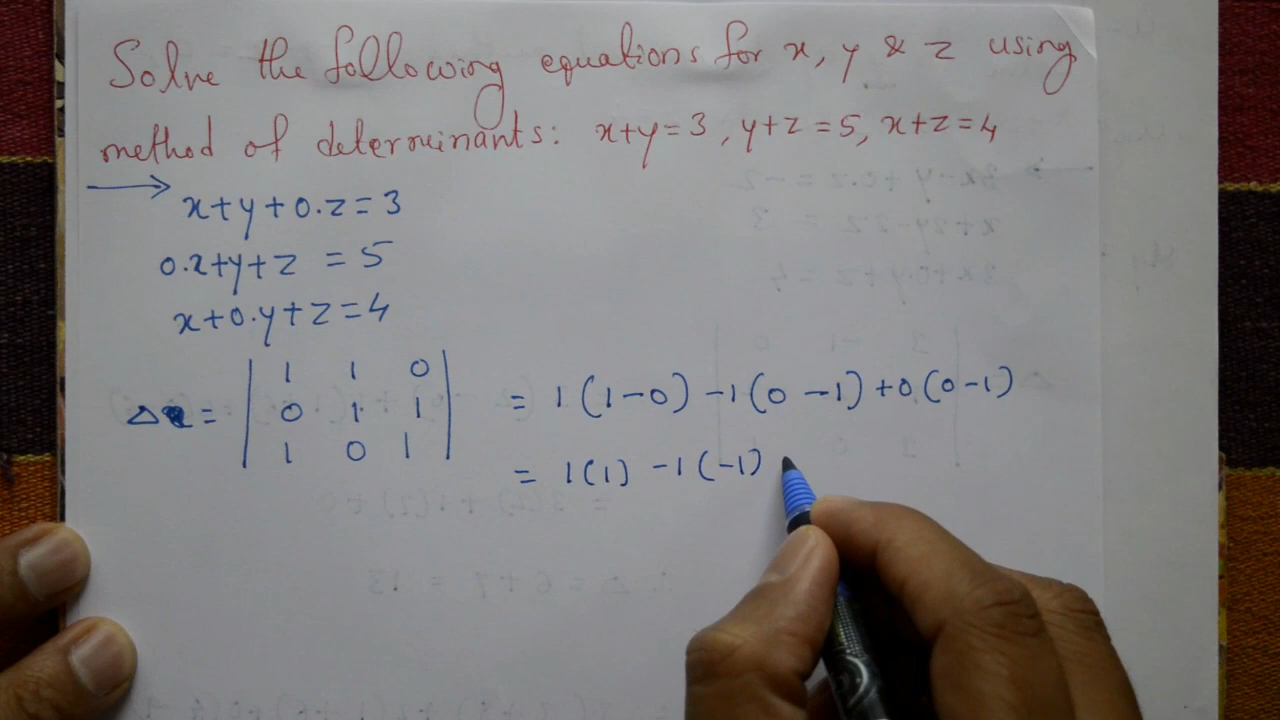 Solve the following equations for x, y & z using
method of determinants: x+y=3, y+z=5, x+z=4
x+y+0.z=3
0.x+y+z=5
x+0.y+z=4
Δ= | 1 1 0 | = 1(1-0) -1(0-1) +0(0-1)
| 0 1 1 |
| 1 0 1 | = 1(1) -1(-1)